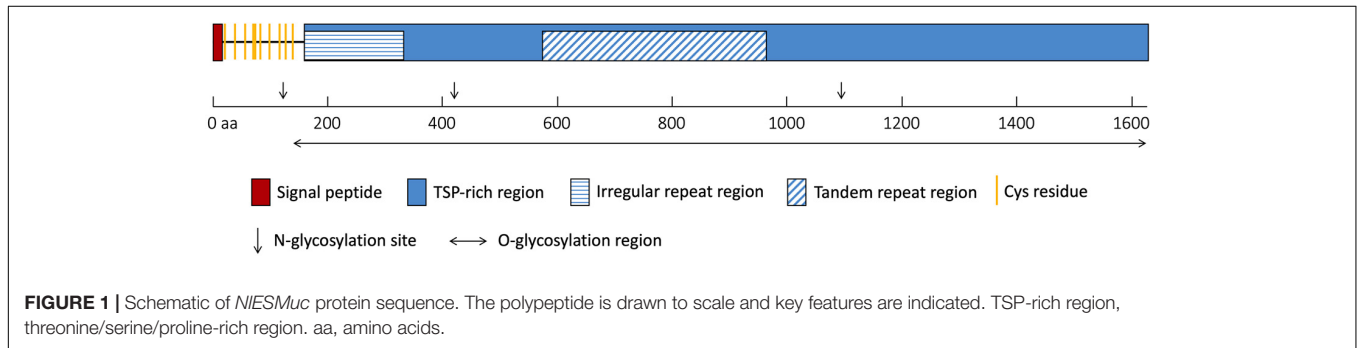 0 aa 200 400 600 800 1000 1200 1400 1600
Signal peptide TSP-rich region Irregular repeat region Tandem repeat region Cys residue
N-glycosylation site O-glycosylation region
FIGURE 1 | Schematic of NlESMuc protein sequence. The polypeptide is drawn to scale and key features are indicated. TSP-rich region,
threonine/serine/proline-rich region. aa, amino acids.